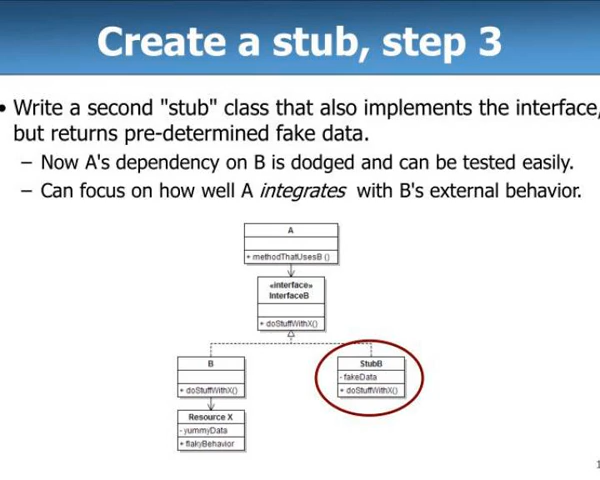 Create a stub, step 3
• Write a second "stub" class that also implements the interface,
but returns pre-determined fake data.
– Now A's dependency on B is dodged and can be tested easily.
– Can focus on how well A integrates with B's external behavior.
A
+ methodThatUsesB ()
«interface»
InterfaceB
+ doStuffWithX()
B
+ doStuffWithX()
StubB
- fakeData
+ doStuffWithX()
Resource X
- yummyData
+ flakyBehavior
1